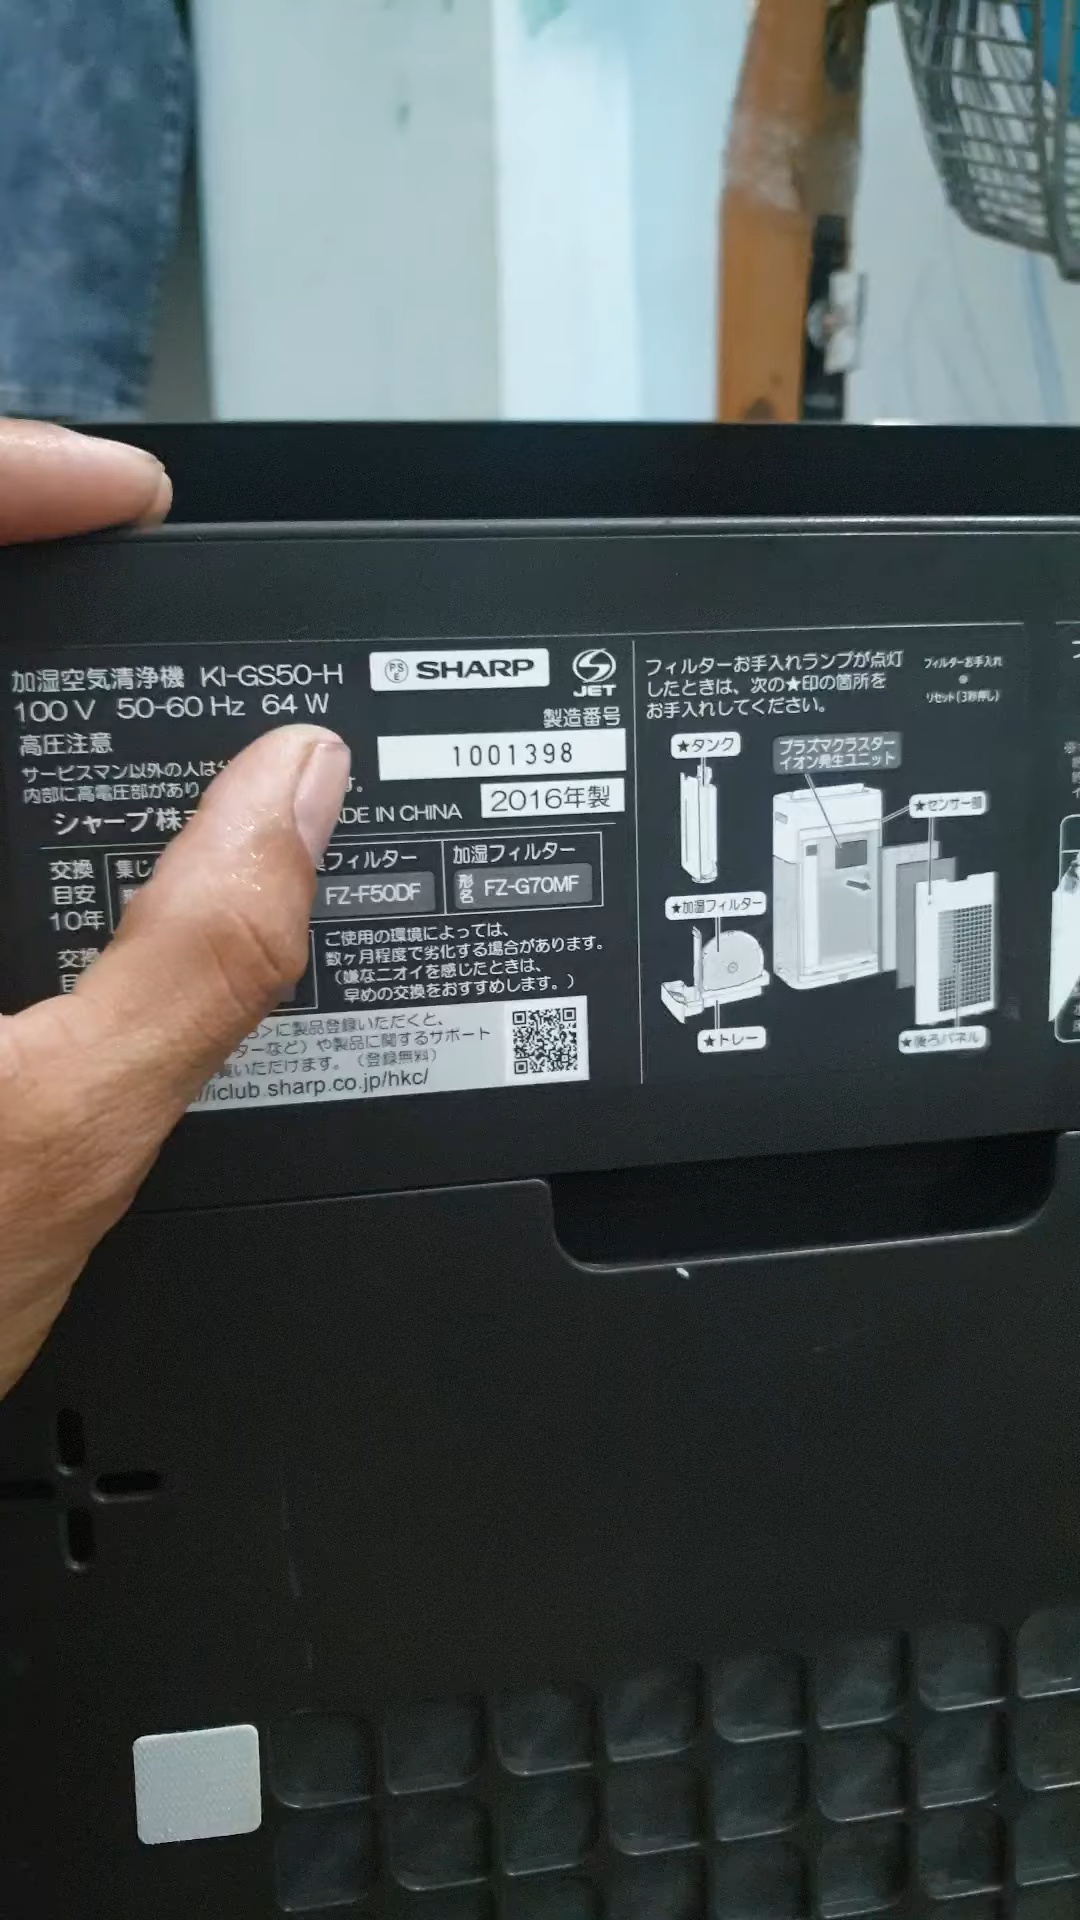 加湿空気清浄機 KI-GS50-H
PS
E
SHARP
JET
100 V 50-60 Hz 64 W
製造番号
高圧注意
1001398
サービスマン以外の人は
す。
内部に高電圧部があり、
2016年製
シャープ株
ADE IN CHINA
交換
目安
10年
集じ
フィルター
FZ-F50DF
加湿フィルター
形名 FZ-G70MF
交換
ご使用の環境によっては、
数ヶ月程度で劣化する場合があります。
(嫌なニオイを感じたときは、
早めの交換をおすすめします。)
>に製品登録いただくと、
ターなど)や製品に関するサポート
いただけます。(登録無料)
//iclub.sharp.co.jp/hkc/
フィルターお手入れランプが点灯
したときは、次の★印の箇所を
お手入れしてください。
フィルターお手入れ
リセット(3秒押し)
★タンク
プラズマクラスター
イオン発生ユニット
★センサー部
★加湿フィルター
★トレー
★後ろパネル